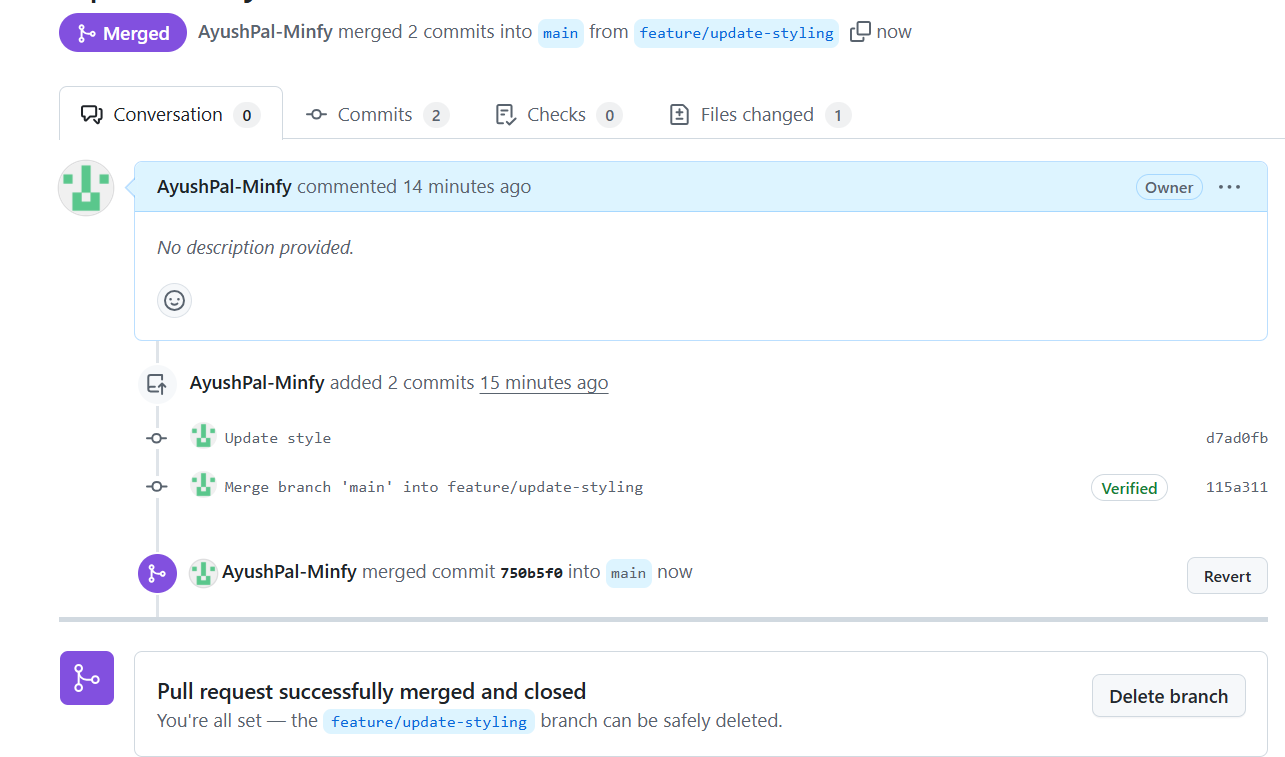 Merged AyushPal-Minfy merged 2 commits into main from feature/update-styling now
Conversation 0 Commits 2 Checks 0 Files changed 1
AyushPal-Minfy commented 14 minutes ago Owner ...
No description provided.
AyushPal-Minfy added 2 commits 15 minutes ago
Update style d7ad0fb
Merge branch 'main' into feature/update-styling Verified 115a311
AyushPal-Minfy merged commit 750b5f0 into main now Revert
Pull request successfully merged and closed
You're all set — the feature/update-styling branch can be safely deleted. Delete branch